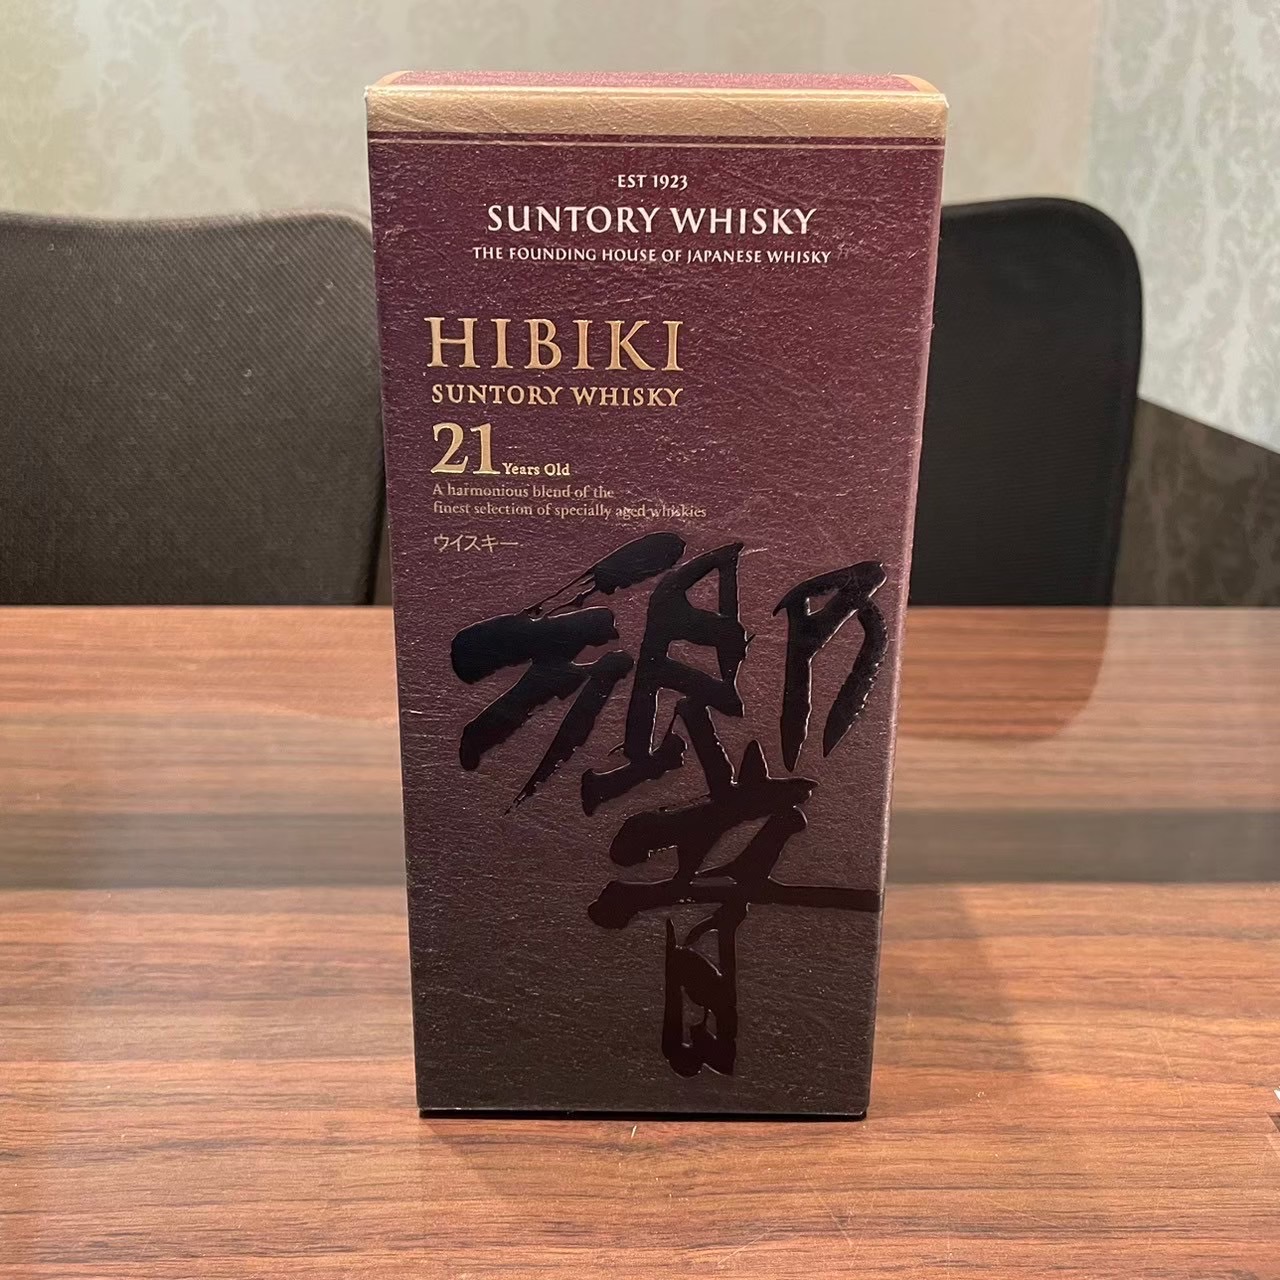 EST 1923
SUNTORY WHISKY
THE FOUNDING HOUSE OF JAPANESE WHISKY
HIBIKI
SUNTORY WHISKY
21 Years Old
A harmonious blend of the
finest selection of specially aged whiskies
ウイスキー
響